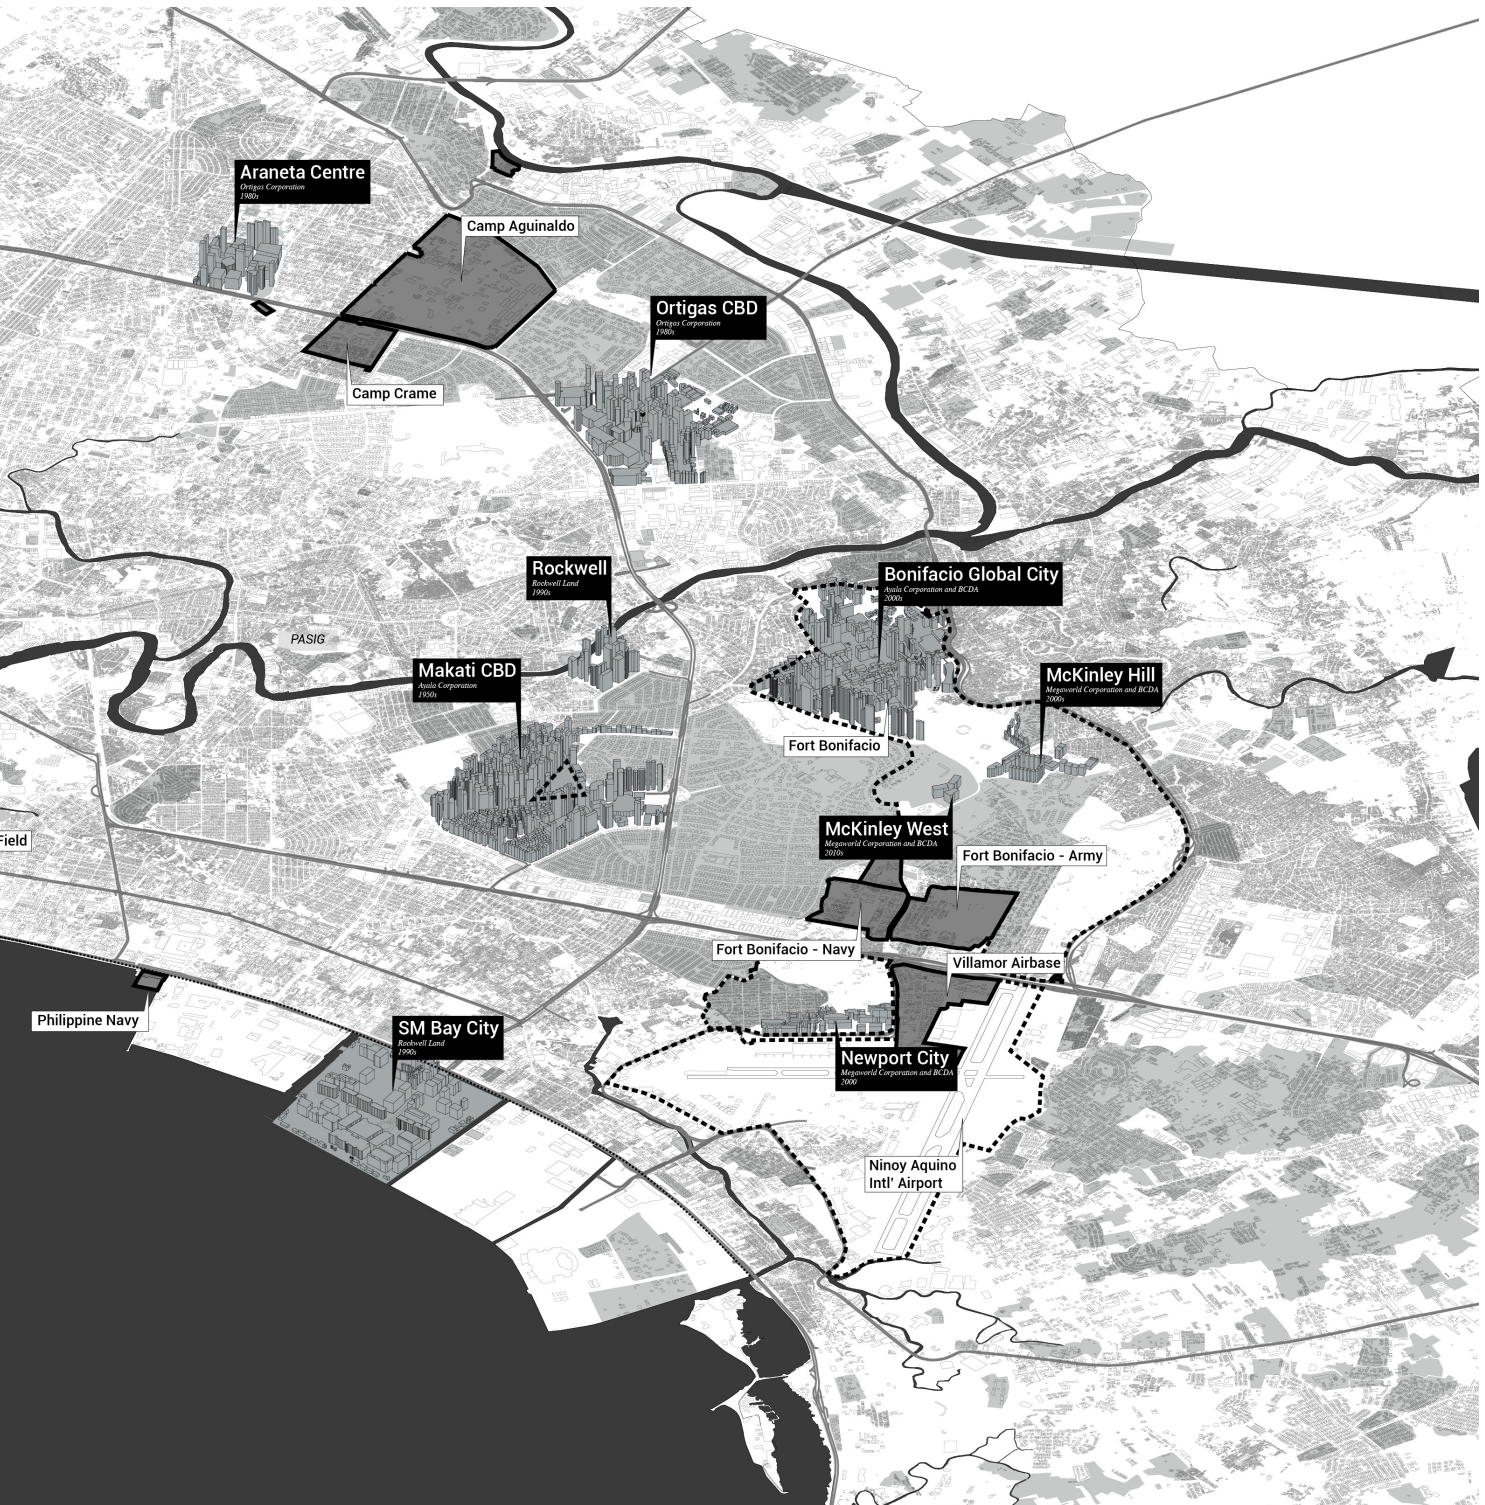 Araneta Centre
Ortigas Corporation
1980s
Camp Aguinaldo
Ortigas CBD
Ortigas Corporation
1980s
Camp Crame
Rockwell
Rockwell Land
1990s
Bonifacio Global City
Ayala Corporation and BCDA
2000s
PASIG
Makati CBD
Ayala Corporation
1950s
McKinley Hill
Megaworld Corporation and BCDA
2000s
Fort Bonifacio
Field
McKinley West
Megaworld Corporation and BCDA
2010s
Fort Bonifacio - Army
Fort Bonifacio - Navy
Villamor Airbase
Philippine Navy
SM Bay City
Rockwell Land
1990s
Newport City
Megaworld Corporation and BCDA
2000
Ninoy Aquino
Intl' Airport